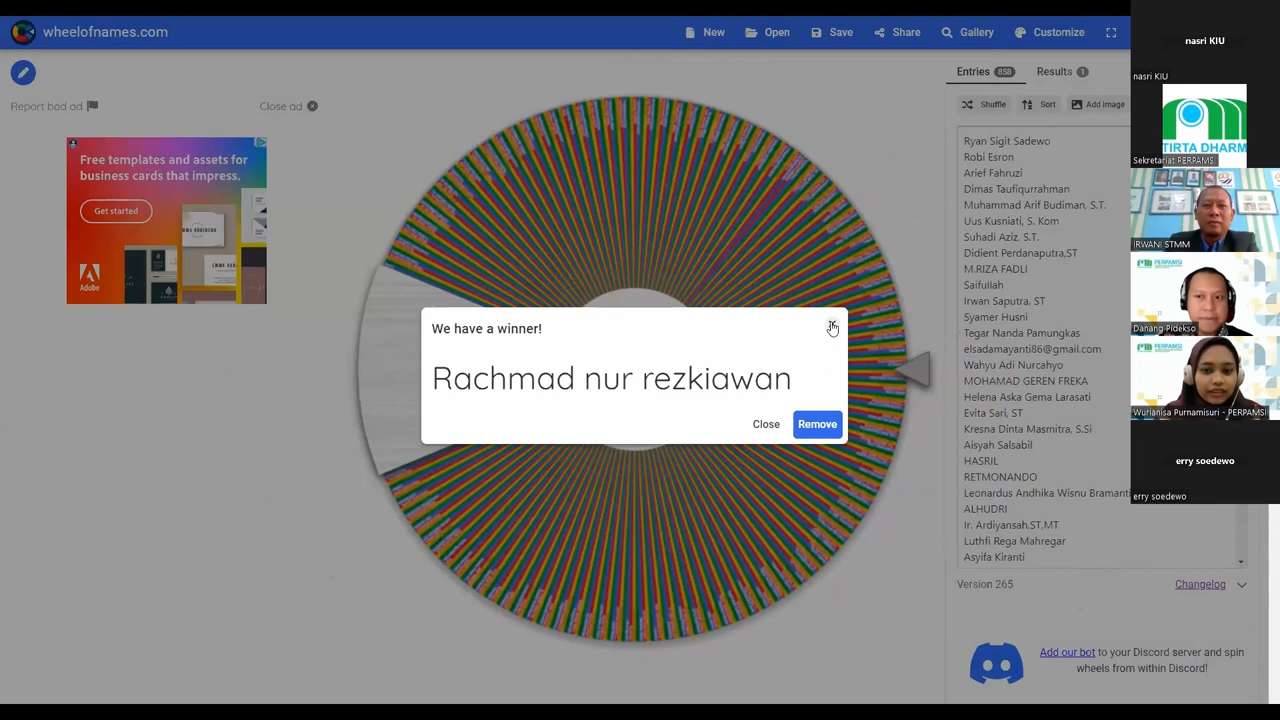 wheelofnames.com
New
Open
Save
Share
Gallery
Customize
Report bad ad
Close ad
Free templates and assets for
business cards that impress.
Get started
Adobe
We have a winner!
Rachmad nur rezkiawan
Close
Remove
Entries 858
Results 1
Shuffle
Sort
Add image
Ryan Sigit Sadewo
Robi Esron
Arief Fahruzi
Dimas Taufiqurrahman
Muhammad Arif Budiman, S.T.
Uus Kusniati, S. Kom
Suhadi Aziz, S.T.
Didient Perdanaputra,ST
M.RIZA FADLI
Saifullah
Irwan Saputra, ST
Syamer Husni
Tegar Nanda Pamungkas
elsadamayanti86@gmail.com
Wahyu Adi Nurcahyo
MOHAMAD GEREN FREKA
Helena Aska Gema Larasati
Evita Sari, ST
Kresna Dinta Masmitra, S.Si
Aisyah Salsabil
HASRIL
RETMONANDO
Leonardus Andhika Wisnu Bramanti
ALHUDRI
Ir. Ardiyansah.ST,MT
Luthfi Rega Mahregar
Asyifa Kiranti
Version 265
Changelog
Add our bot to your Discord server and spin
wheels from within Discord!
nasri KIU
nasri KIU
TIRTA DHARM
Sekretariat PERPAMSI
IRWANI STMM
Danang Pidekso
Wurianisa Purnamisuri - PERPAMSI
erry soedewo
erry soedewo